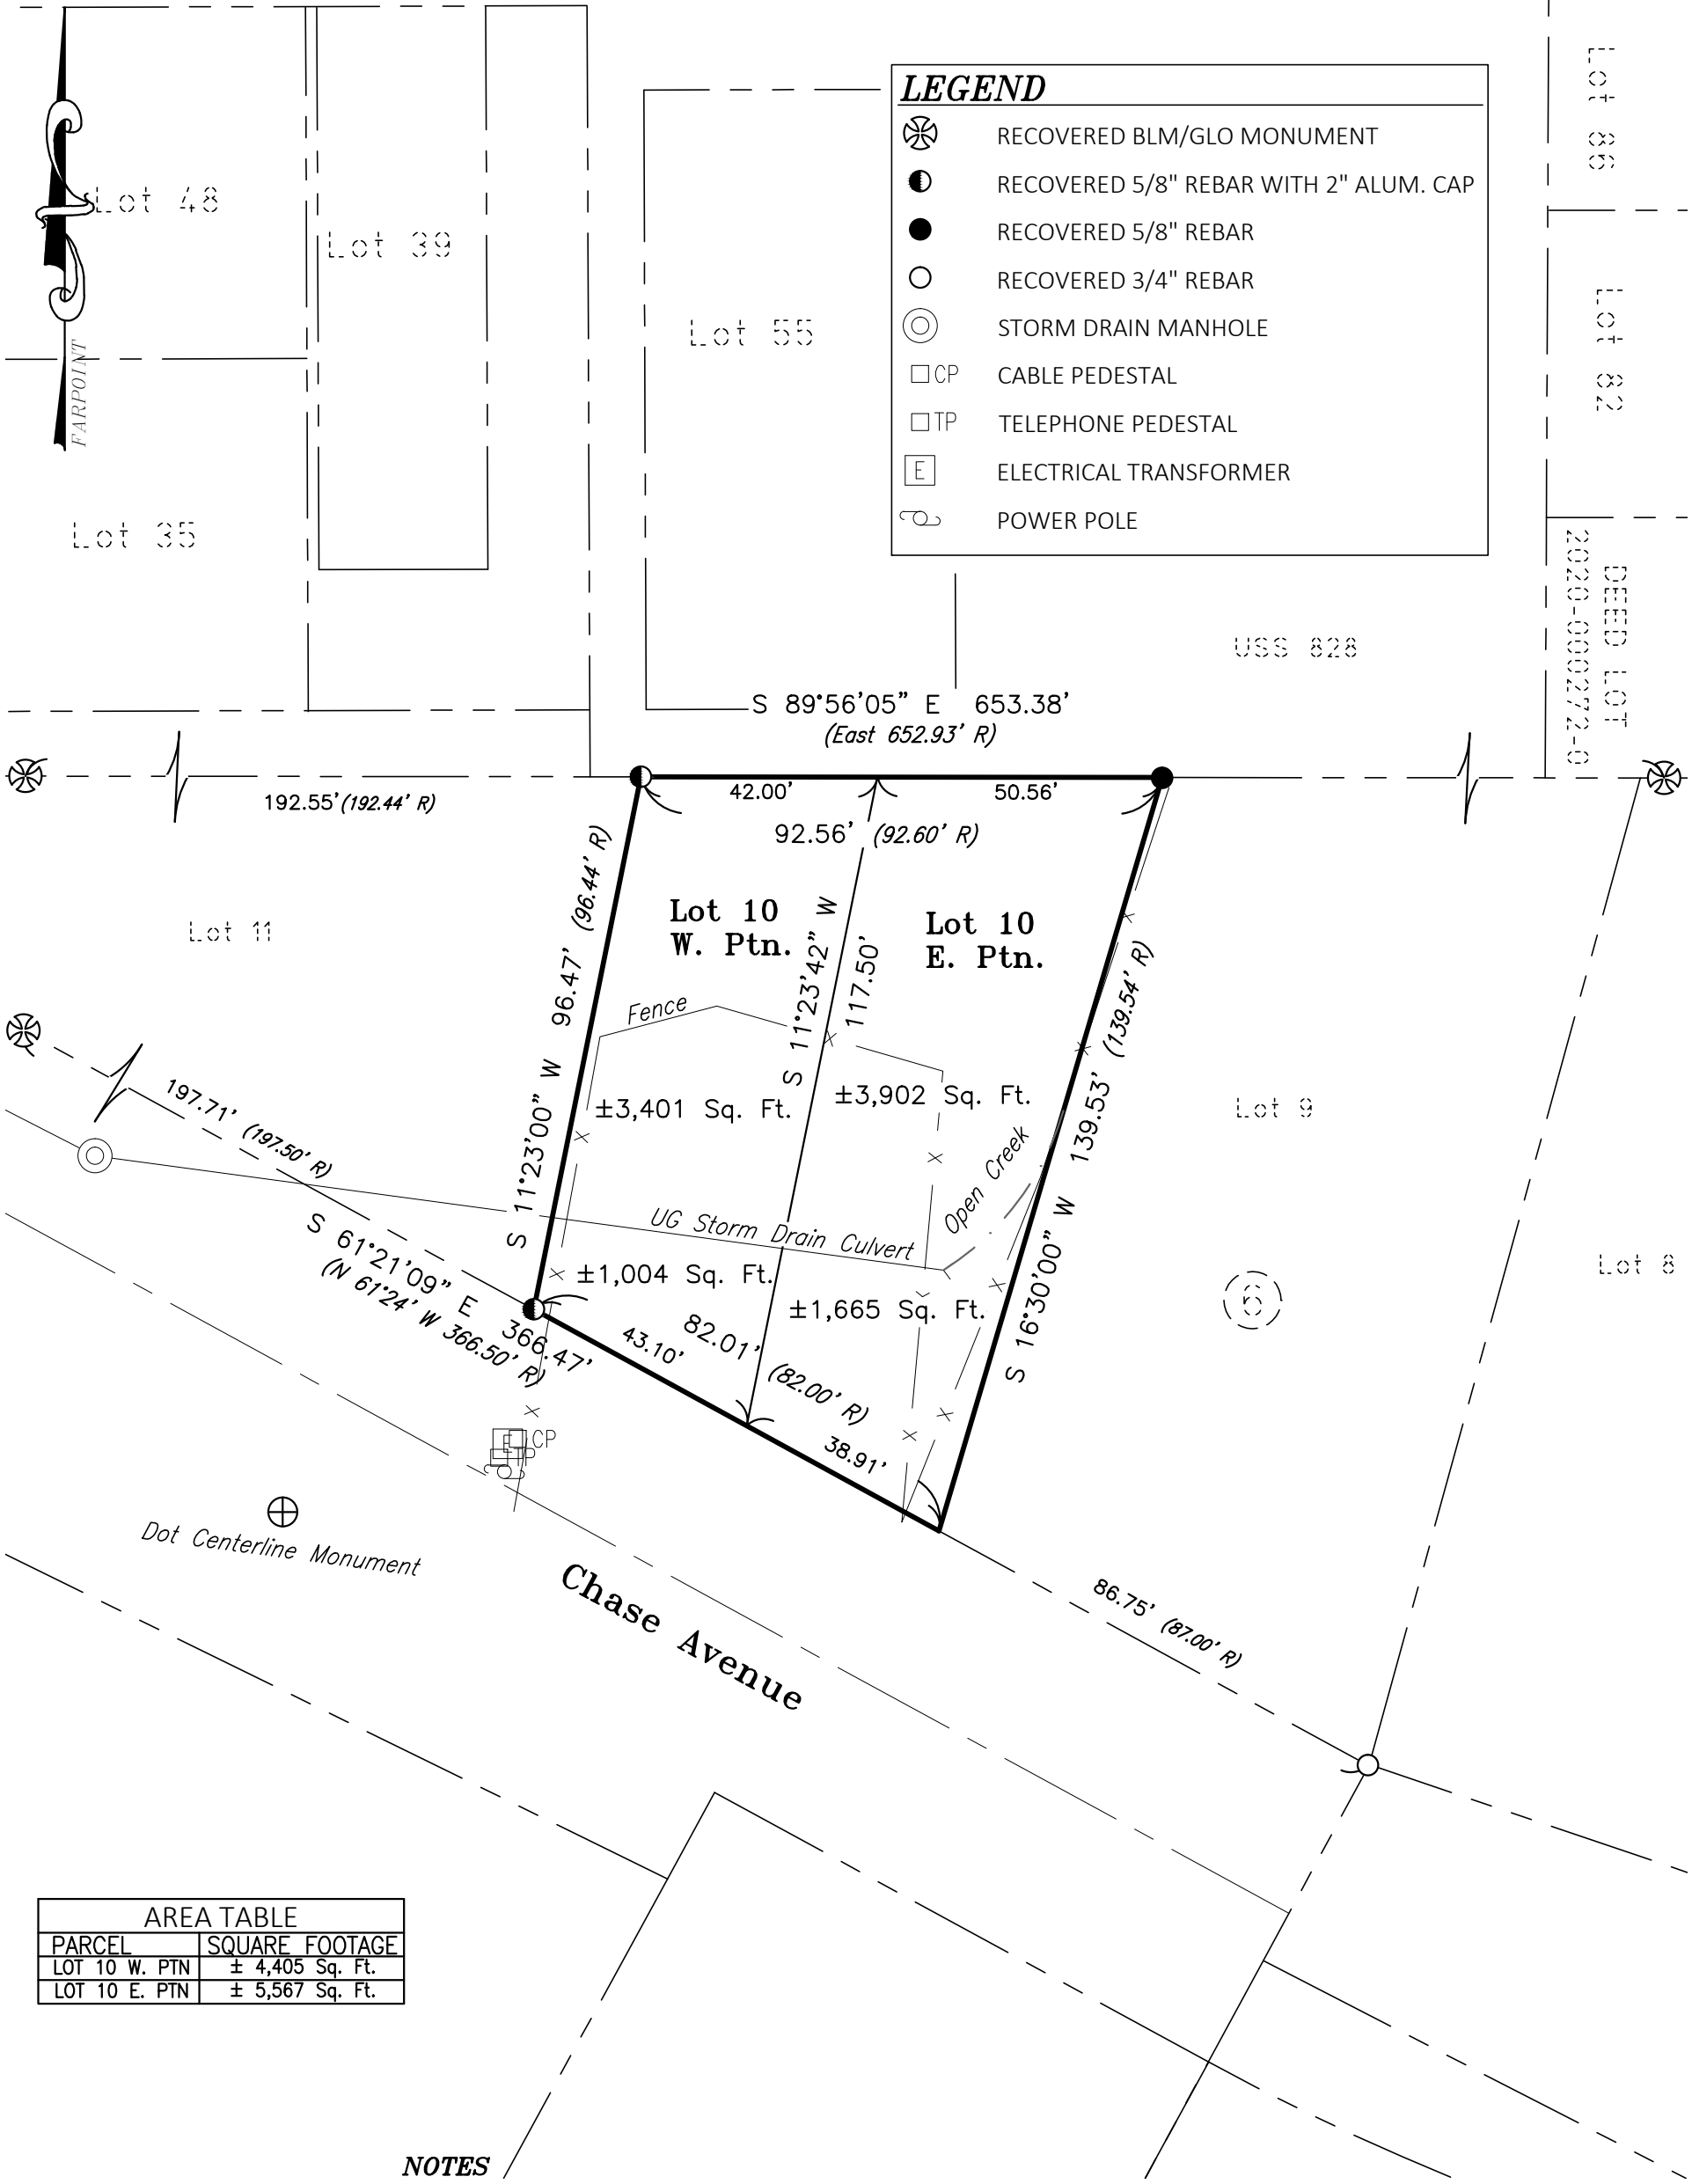 LEGEND
RECOVERED BLM/GLO MONUMENT
RECOVERED 5/8" REBAR WITH 2" ALUM. CAP
RECOVERED 5/8" REBAR
RECOVERED 3/4" REBAR
STORM DRAIN MANHOLE
CP CABLE PEDESTAL
TP TELEPHONE PEDESTAL
E ELECTRICAL TRANSFORMER
POWER POLE
Lot 48
Lot 39
Lot 55
Lot 86
Lot 82
FARPOINT
Lot 35
DEED LOT
2020-000272-0
USS 828
S 89°56'05" E 653.38'
(East 652.93' R)
192.55' (192.44' R)
42.00'
50.56'
92.56' (92.60' R)
Lot 11
Lot 10
W. Ptn.
Lot 10
E. Ptn.
S 11°23'00" W 96.47' (96.44' R)
S 11°23'42" W
117.50'
S 16°30'00" W 139.53' (139.54' R)
Fence
±3,401 Sq. Ft.
±3,902 Sq. Ft.
Lot 9
197.71' (197.50' R)
Open Creek
UG Storm Drain Culvert
S 61°21'09" E 366.47'
(N 61°24' W 366.50' R)
±1,004 Sq. Ft.
±1,665 Sq. Ft.
Lot 8
6
43.10'
82.01' (82.00' R)
38.91'
E CP
TP
Dot Centerline Monument
Chase Avenue
86.75' (87.00' R)
AREA TABLE
PARCEL SQUARE FOOTAGE
LOT 10 W. PTN ± 4,405 Sq. Ft.
LOT 10 E. PTN ± 5,567 Sq. Ft.
NOTES